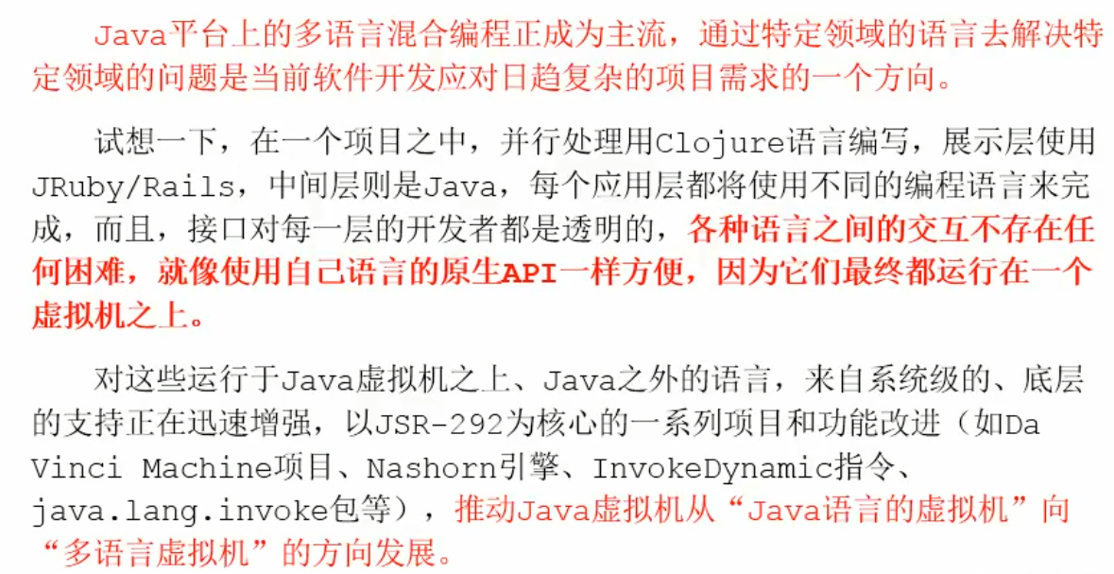 Java平台上的多语言混合编程正成为主流，通过特定领域的语言去解决特
定领域的问题是当前软件开发应对日趋复杂的项目需求的一个方向。
试想一下，在一个项目之中，并行处理用Clojure语言编写，展示层使用
JRuby/Rails，中间层则是Java，每个应用层都将使用不同的编程语言来完
成，而且，接口对每一层的开发者都是透明的，各种语言之间的交互不存在任
何困难，就像使用自己语言的原生API一样方便，因为它们最终都运行在一个
虚拟机之上。
对这些运行于Java虚拟机之上、Java之外的语言，来自系统级的、底层
的支持正在迅速增强，以JSR-292为核心的一系列项目和功能改进（如Da
Vinci Machine项目、Nashorn引擎、InvokeDynamic指令、
java.lang.invoke包等），推动Java虚拟机从“Java语言的虚拟机”向
“多语言虚拟机”的方向发展。